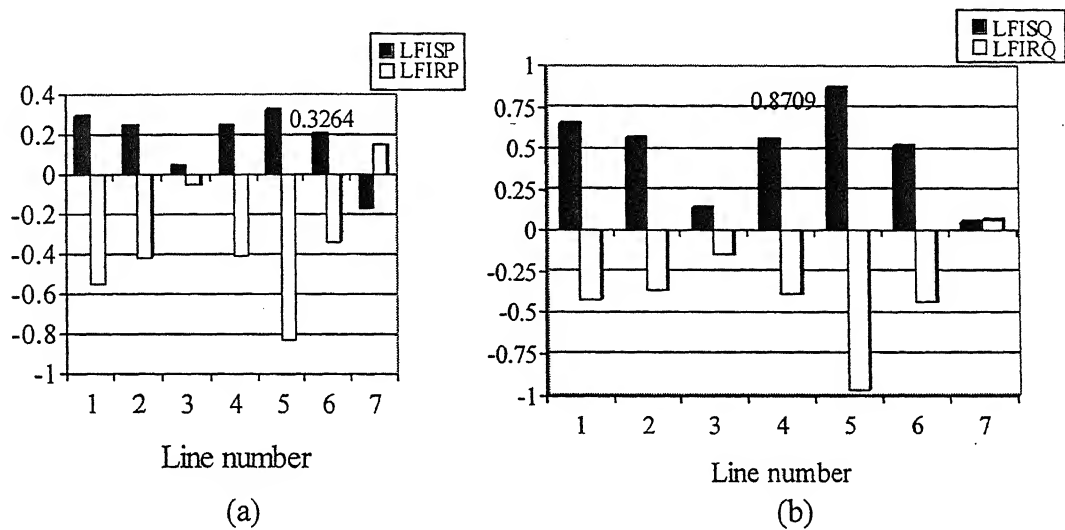 LFISP
LFIRP
0.4
0.2
0
-0.2
-0.4
-0.6
-0.8
-1
0.3264
1 2 3 4 5 6 7
Line number
(a)
LFISQ
LFIRQ
1
0.75
0.5
0.25
0
-0.25
-0.5
-0.75
-1
0.8709
1 2 3 4 5 6 7
Line number
(b)